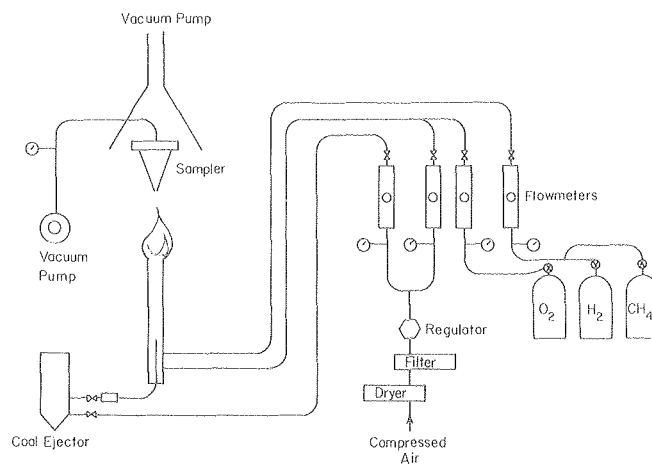 Vacuum Pump
Sampler
Vacuum
Pump
Flowmeters
O2
H2
CH4
Regulator
Filter
Dryer
Coal Ejector
Compressed
Air